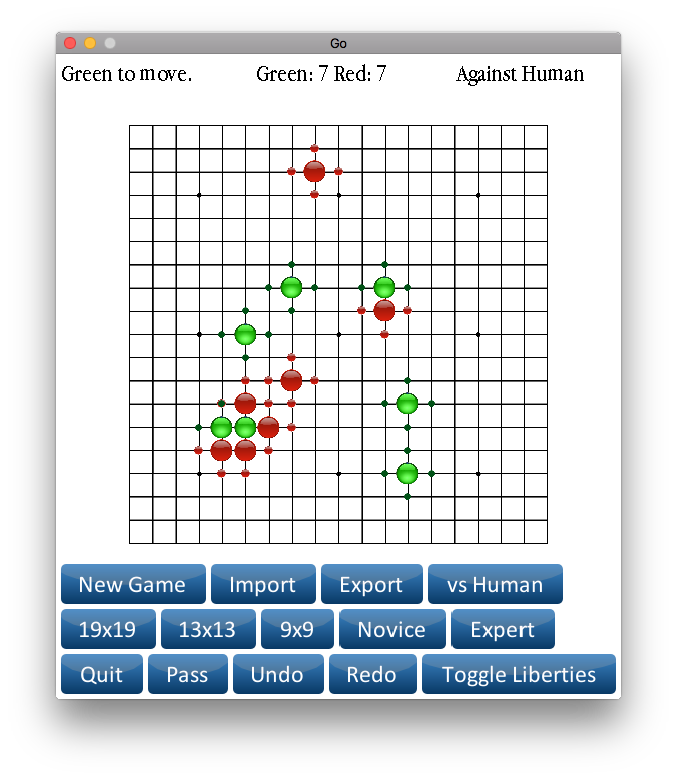 Go
Green to move. Green: 7 Red: 7 Against Human
New Game Import Export vs Human
19x19 13x13 9x9 Novice Expert
Quit Pass Undo Redo Toggle Liberties